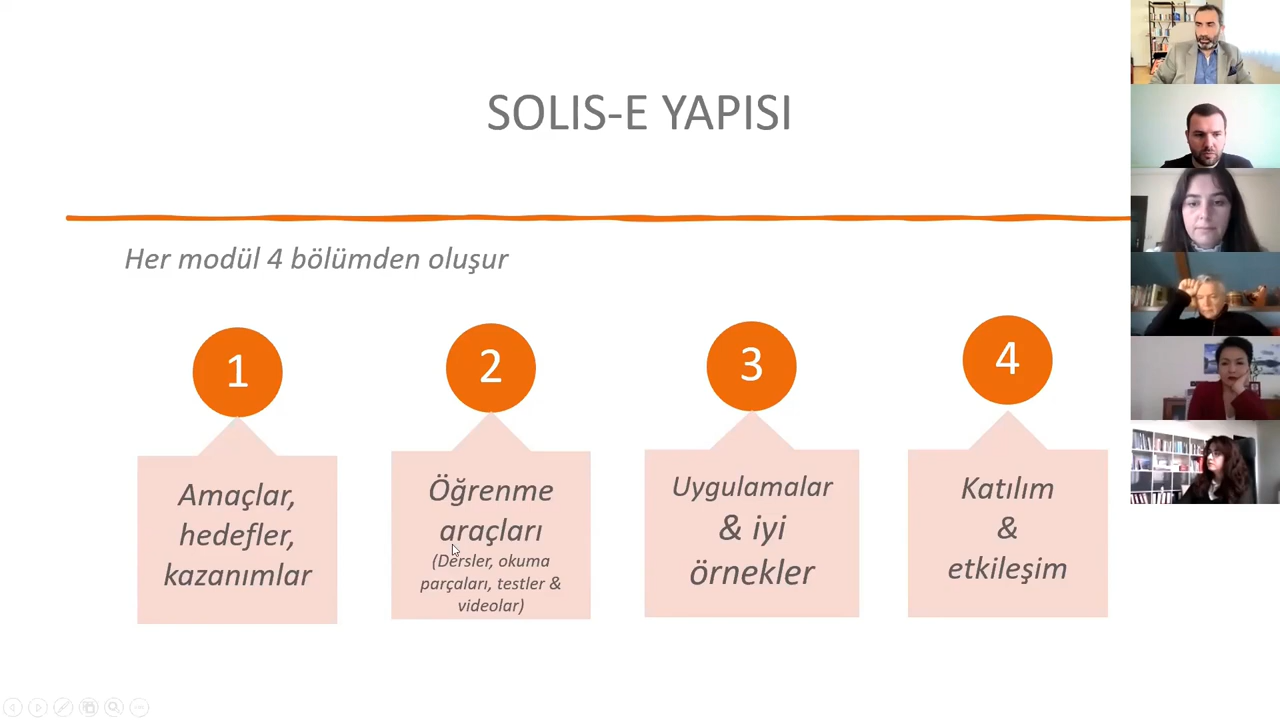 SOLIS-E YAPISI
Her modül 4 bölümden oluşur
1
Amaçlar,
hedefler,
kazanımlar
2
Öğrenme
araçları
(Dersler, okuma
parçaları, testler &
videolar)
3
Uygulamalar
& iyi
örnekler
4
Katılım
&
etkileşim